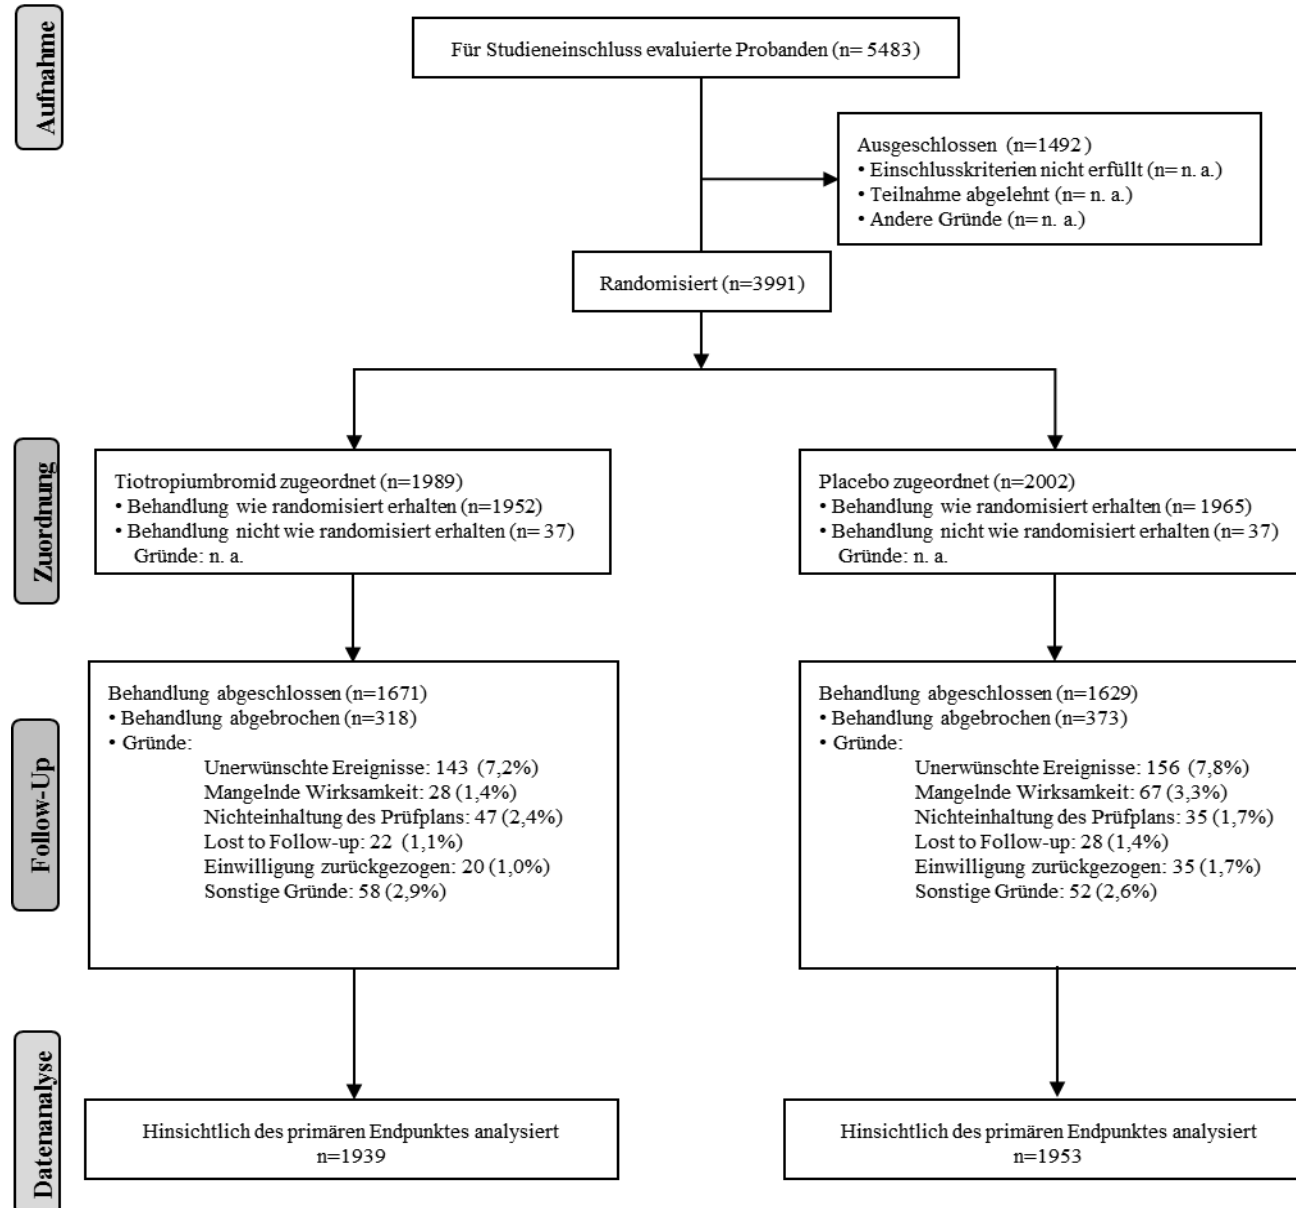 Aufnahme
Für Studieneinschluss evaluierte Probanden (n= 5483)
Ausgeschlossen (n=1492)
• Einschlusskriterien nicht erfüllt (n= n. a.)
• Teilnahme abgelehnt (n= n. a.)
• Andere Gründe (n= n. a.)
Randomisiert (n=3991)
Zuordnung
Tiotropiumbromid zugeordnet (n=1989)
• Behandlung wie randomisiert erhalten (n=1952)
• Behandlung nicht wie randomisiert erhalten (n= 37)
Gründe: n. a.
Placebo zugeordnet (n=2002)
• Behandlung wie randomisiert erhalten (n= 1965)
• Behandlung nicht wie randomisiert erhalten (n= 37)
Gründe: n. a.
Follow-Up
Behandlung abgeschlossen (n=1671)
• Behandlung abgebrochen (n=318)
• Gründe:
Unerwünschte Ereignisse: 143 (7,2%)
Mangelnde Wirksamkeit: 28 (1,4%)
Nichteinhaltung des Prüfplans: 47 (2,4%)
Lost to Follow-up: 22 (1,1%)
Einwilligung zurückgezogen: 20 (1,0%)
Sonstige Gründe: 58 (2,9%)
Behandlung abgeschlossen (n=1629)
• Behandlung abgebrochen (n=373)
• Gründe:
Unerwünschte Ereignisse: 156 (7,8%)
Mangelnde Wirksamkeit: 67 (3,3%)
Nichteinhaltung des Prüfplans: 35 (1,7%)
Lost to Follow-up: 28 (1,4%)
Einwilligung zurückgezogen: 35 (1,7%)
Sonstige Gründe: 52 (2,6%)
Datenanalyse
Hinsichtlich des primären Endpunktes analysiert
n=1939
Hinsichtlich des primären Endpunktes analysiert
n=1953